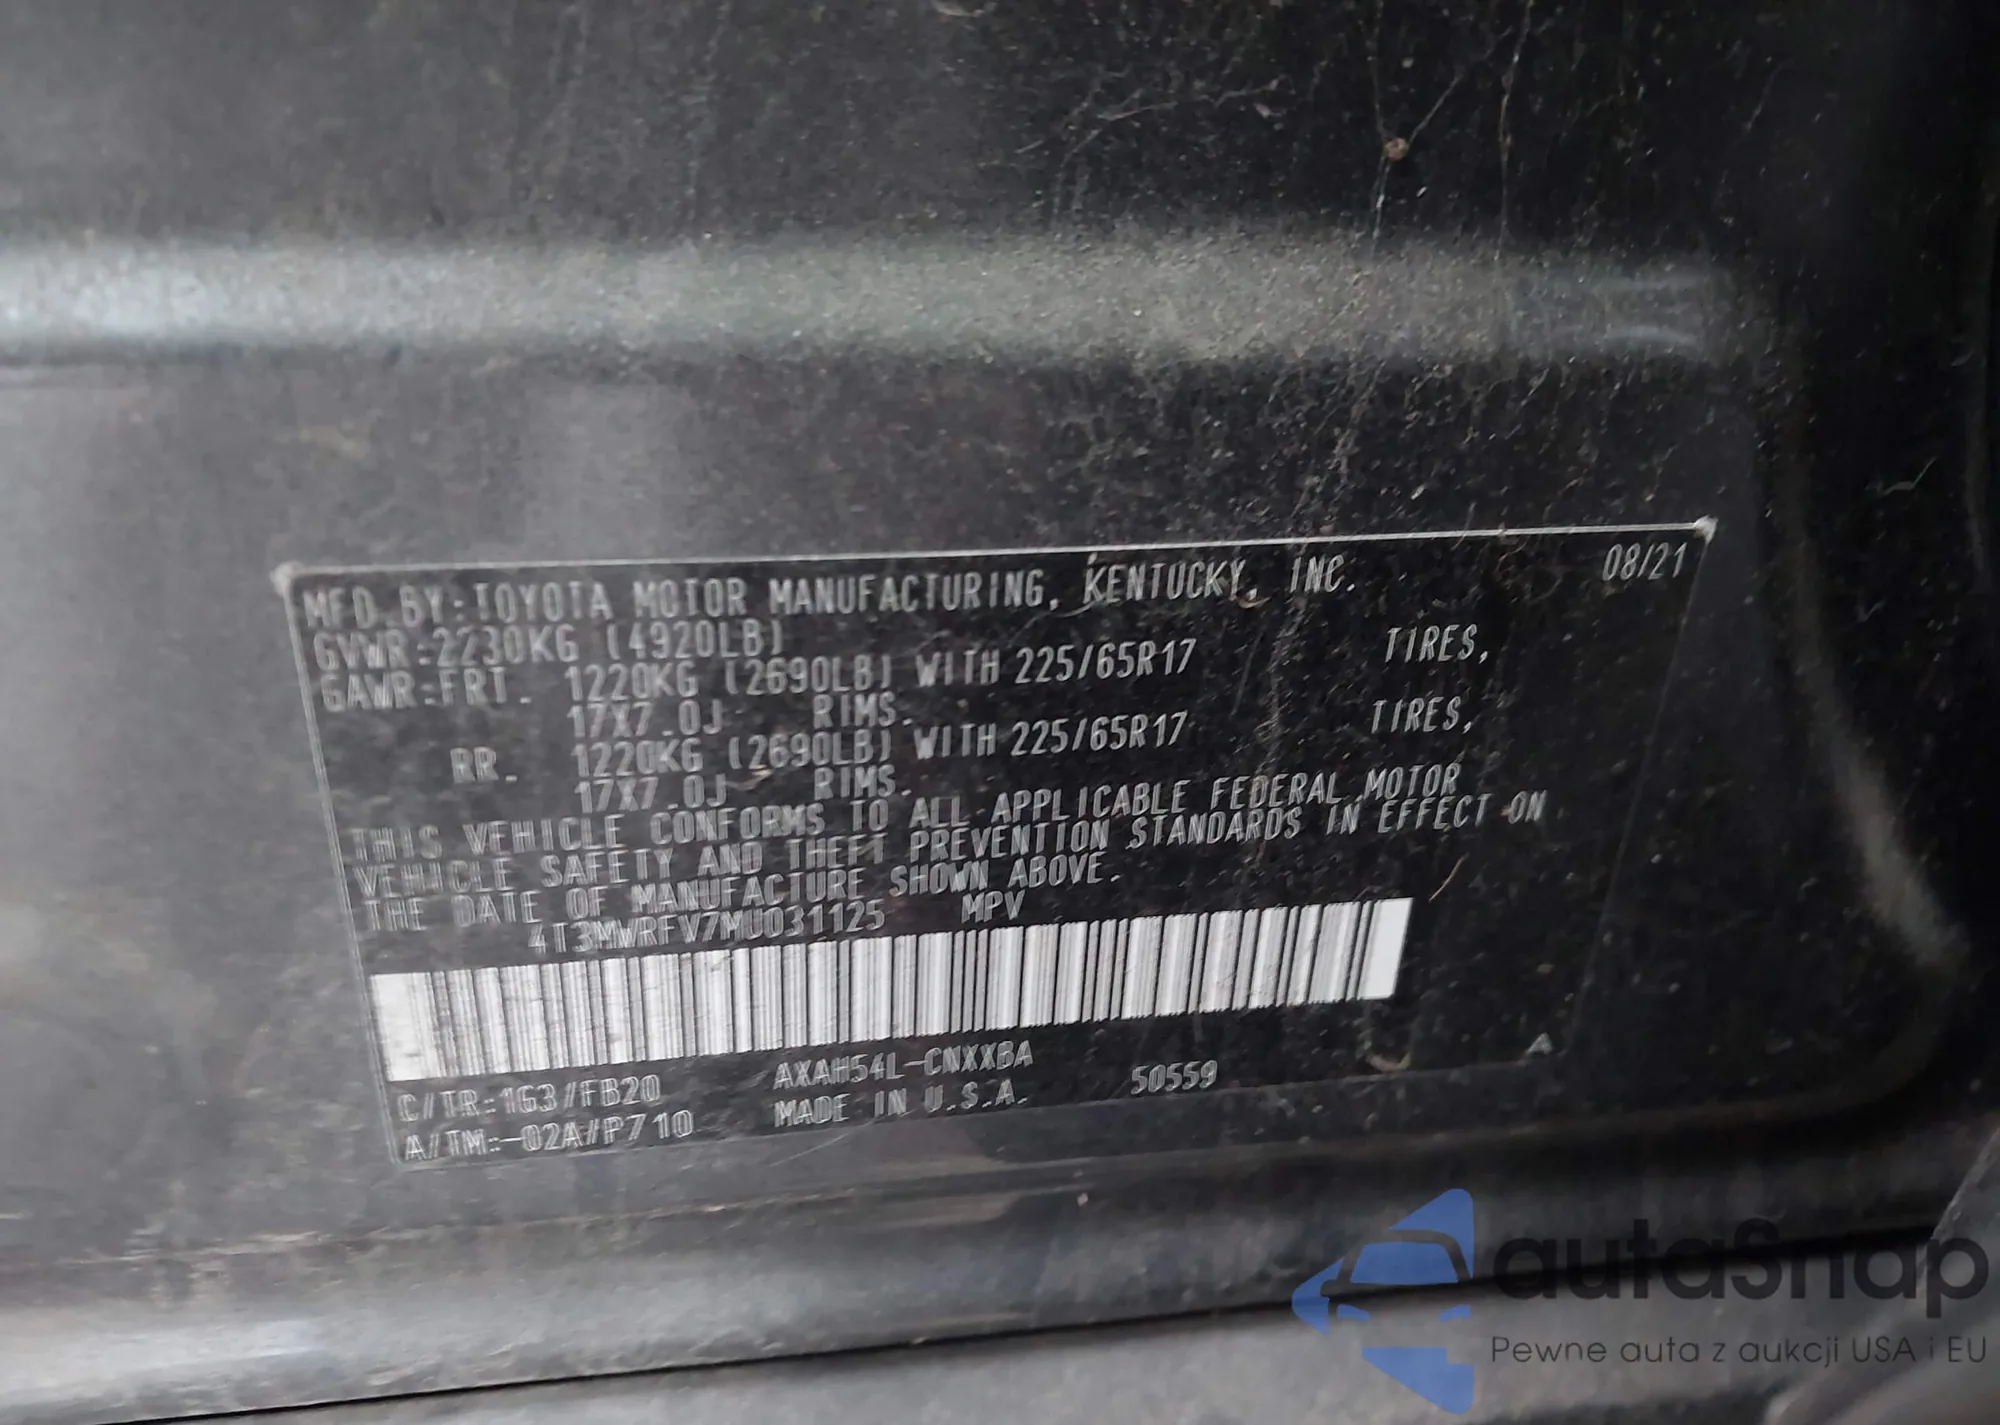 MFD. BY:TOYOTA MOTOR MANUFACTURING, KENTUCKY, INC. 08/21
GVWR:2230KG (4920LB)
GAWR:FRT. 1220KG (2690LB) WITH 225/65R17 TIRES,
17X7.0J RIMS.
RR. 1220KG (2690LB) WITH 225/65R17 TIRES,
17X7.0J RIMS.
THIS VEHICLE CONFORMS TO ALL APPLICABLE FEDERAL MOTOR
VEHICLE SAFETY AND THEFT PREVENTION STANDARDS IN EFFECT ON
THE DATE OF MANUFACTURE SHOWN ABOVE.
4T3MWRFV7MU031125 MPV
C/TR:1G3/FB20 AXAH54L-CNXXBA 50559
A/TM:-02A/P710 MADE IN U.S.A.
autaSnap
Pewne auta z aukcji USA i EU